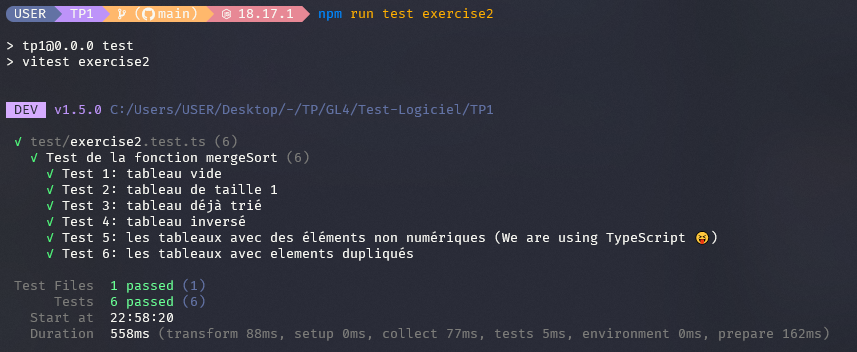 USER TP1 (main) 18.17.1 npm run test exercise2
> tp1@0.0.0 test
> vitest exercise2
DEV v1.5.0 C:/Users/USER/Desktop/-/TP/GL4/Test-Logiciel/TP1
✓ test/exercise2.test.ts (6)
✓ Test de la fonction mergeSort (6)
✓ Test 1: tableau vide
✓ Test 2: tableau de taille 1
✓ Test 3: tableau déjà trié
✓ Test 4: tableau inversé
✓ Test 5: les tableaux avec des éléments non numériques (We are using TypeScript 😝)
✓ Test 6: les tableaux avec elements dupliqués
Test Files 1 passed (1)
Tests 6 passed (6)
Start at 22:58:20
Duration 558ms (transform 88ms, setup 0ms, collect 77ms, tests 5ms, environment 0ms, prepare 162ms)